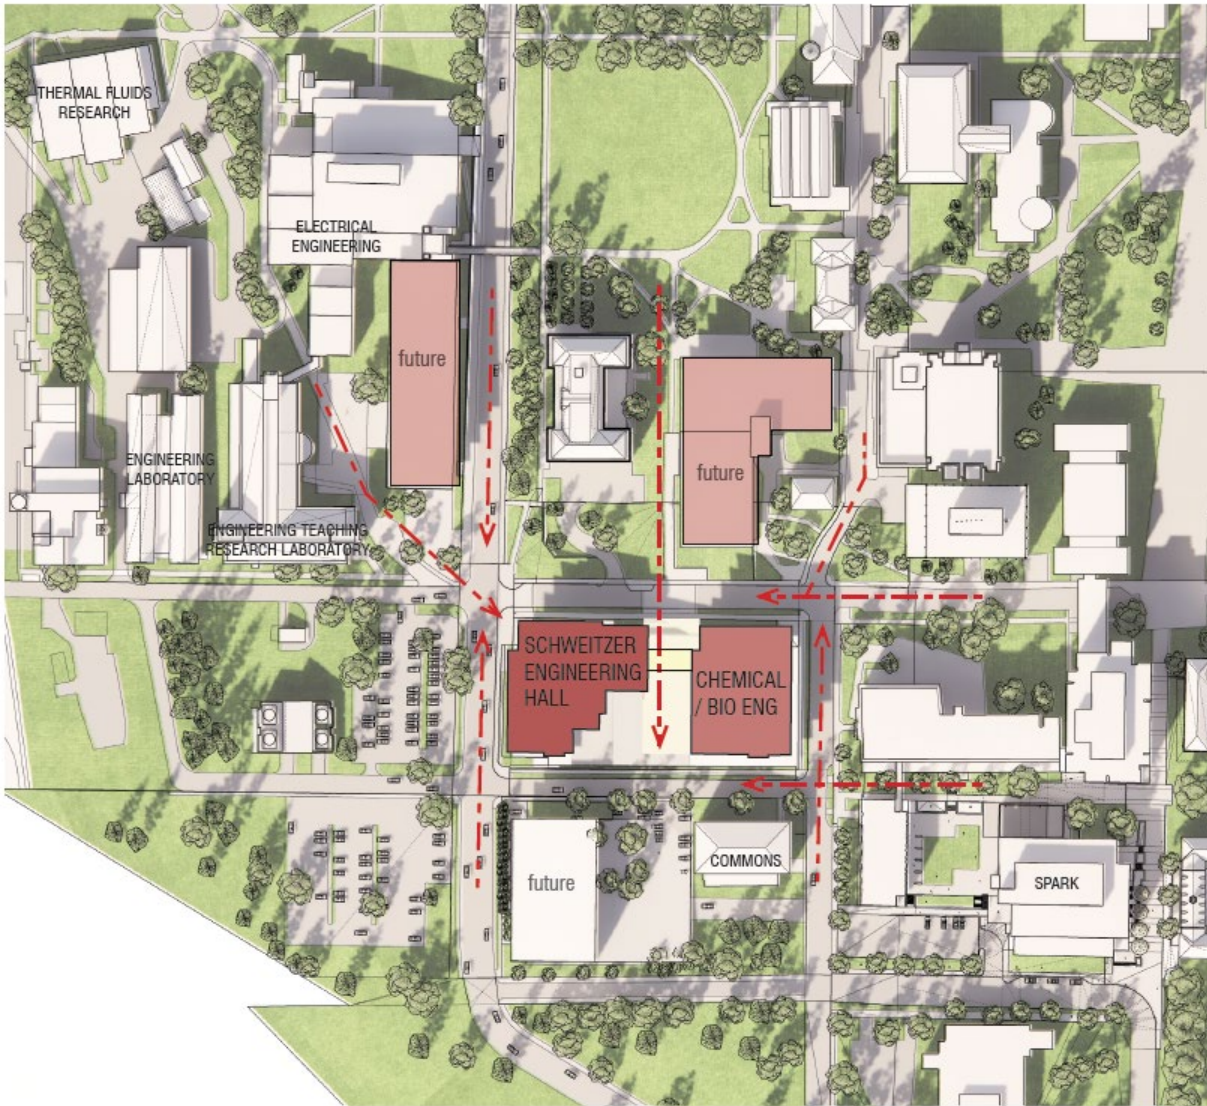 THERMAL FLUIDS
RESEARCH
ELECTRICAL
ENGINEERING
future
future
ENGINEERING
LABORATORY
ENGINEERING TEACHING
RESEARCH LABORATORY
SCHWEITZER
ENGINEERING
HALL
CHEMICAL
/ BIO ENG
future
COMMONS
SPARK